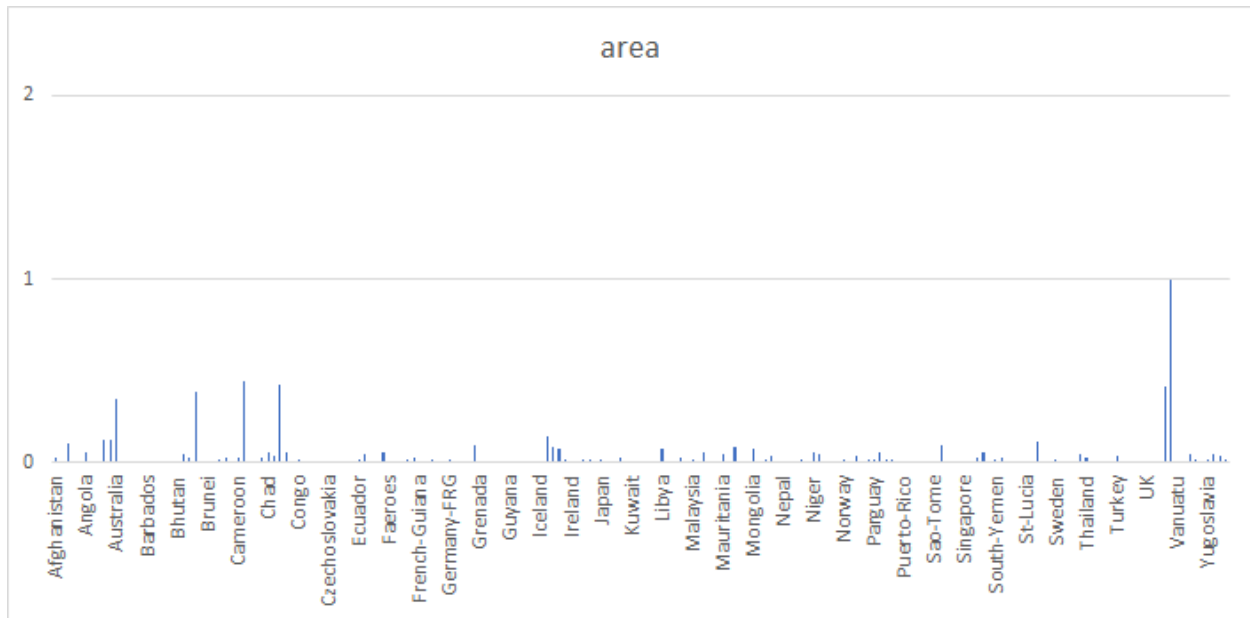 area
2
1
0
Afghanistan
Angola
Australia
Barbados
Bhutan
Brunei
Cameroon
Chad
Congo
Czechoslovakia
Ecuador
Faeroes
French-Guiana
Germany-FRG
Grenada
Guyana
Iceland
Ireland
Japan
Kuwait
Libya
Malaysia
Mauritania
Mongolia
Nepal
Niger
Norway
Parguay
Puerto-Rico
Sao-Tome
Singapore
South-Yemen
St-Lucia
Sweden
Thailand
Turkey
UK
Vanuatu
Yugoslavia